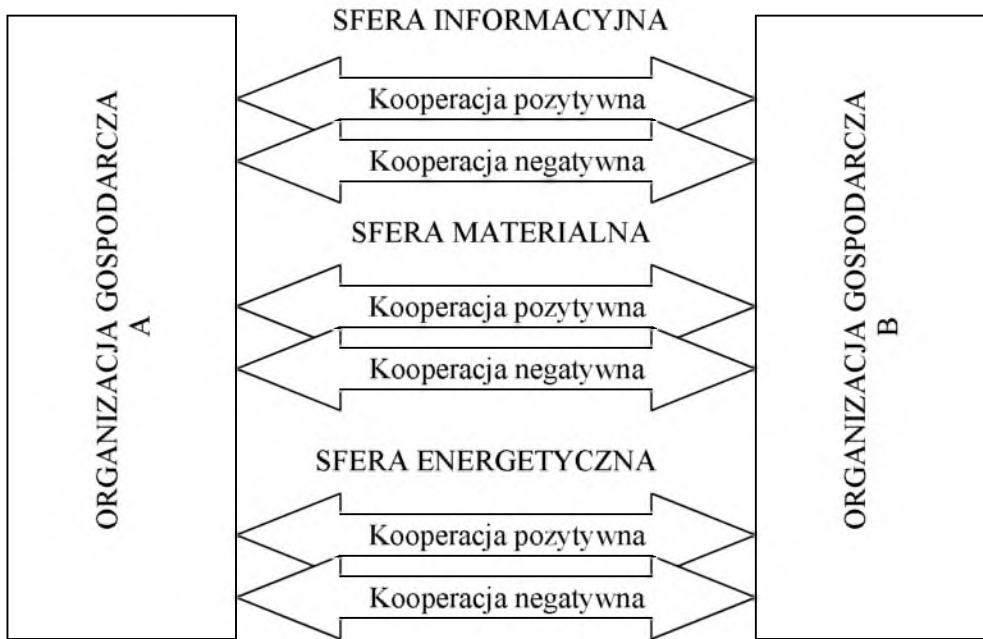 SFERA INFORMACYJNA
Kooperacja pozytywna
Kooperacja negatywna
SFERA MATERIALNA
Kooperacja pozytywna
Kooperacja negatywna
SFERA ENERGETYCZNA
Kooperacja pozytywna
Kooperacja negatywna
ORGANIZACJA GOSPODARCZA
A
ORGANIZACJA GOSPODARCZA
B